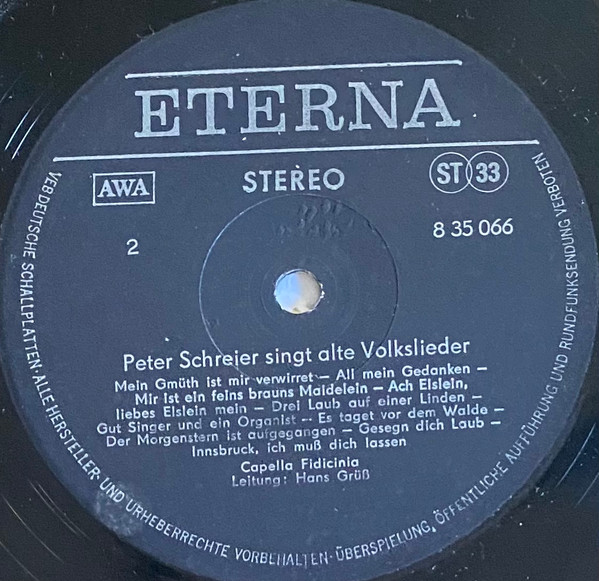 ETERNA
AWA
STEREO
ST 33
2
8 35 066
Peter Schreier singt alte Volkslieder
Mein Gmüth ist mir verwirret – All mein Gedanken –
Mir ist ein feins brauns Maidelein – Ach Elslein,
liebes Elslein mein – Drei Laub auf einer Linden –
Gut Singer und ein Organist – Es taget vor dem Walde –
Der Morgenstern ist aufgegangen – Gesegn dich Laub –
Innsbruck, ich muß dich lassen
Capella Fidicinia
Leitung: Hans Grüß
VEB DEUTSCHE SCHALLPLATTEN · ALLE HERSTELLER- UND URHEBERRECHTE VORBEHALTEN · ÜBERSPIELUNG, ÖFFENTLICHE AUFFÜHRUNG UND RUNDFUNKSENDUNG VERBOTEN